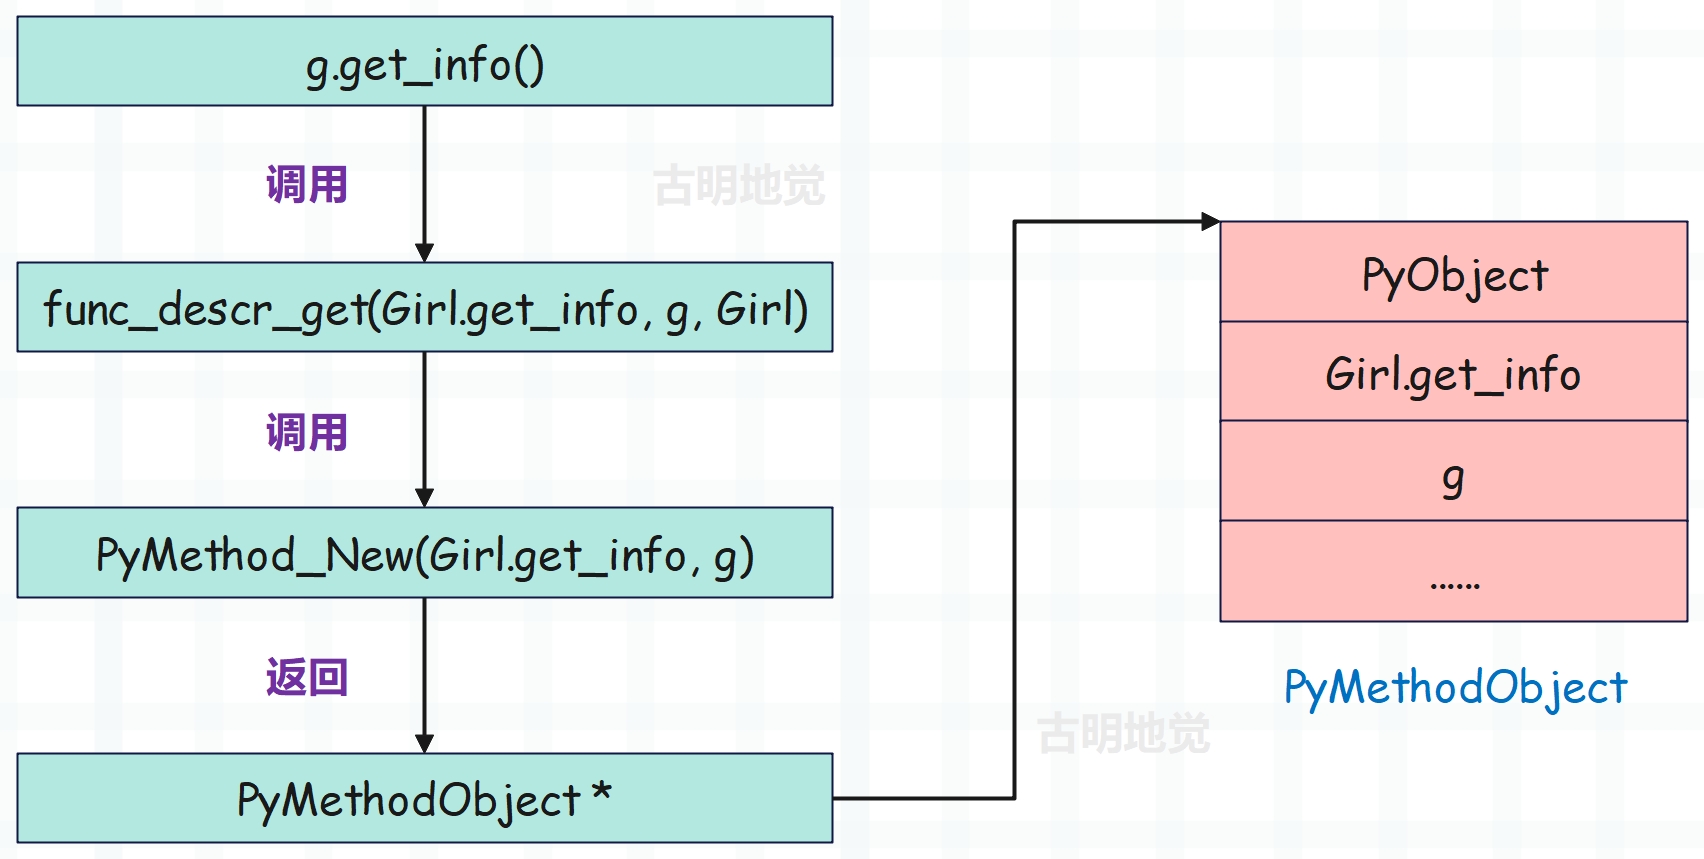 g.get_info()
调用
古明地觉
func_descr_get(Girl.get_info, g, Girl)
调用
PyMethod_New(Girl.get_info, g)
返回
PyMethodObject *
PyObject
Girl.get_info
g
......
PyMethodObject
古明地觉